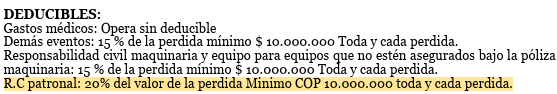 DEDUCIBLES:
Gastos médicos: Opera sin deducible
Demás eventos: 15 % de la perdida mínimo $ 10.000.000 Toda y cada perdida.
Responsabilidad civil maquinaria y equipo para equipos que no estén asegurados bajo la póliza
maquinaria: 15 % de la perdida mínimo $ 10.000.000 Toda y cada perdida.
R.C patronal: 20% del valor de la perdida Minimo COP 10.000.000 toda y cada perdida.